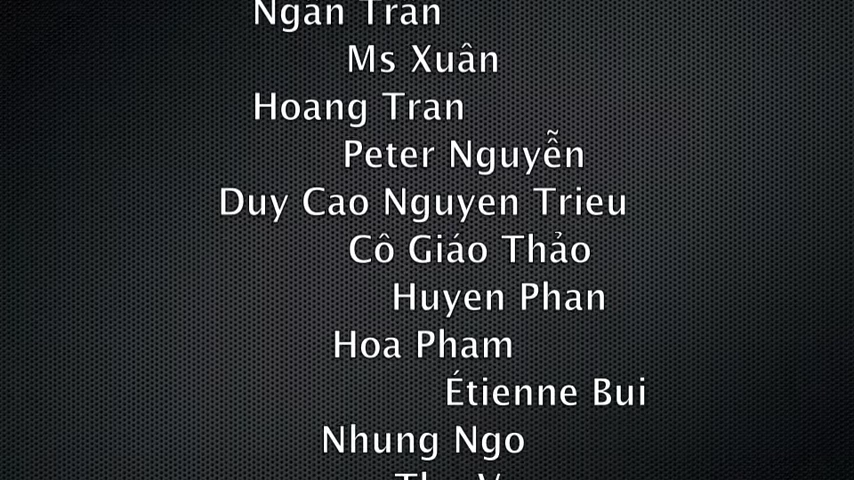 Ngan Tran
Ms Xuân
Hoang Tran
Peter Nguyễn
Duy Cao Nguyen Trieu
Cô Giáo Thảo
Huyen Phan
Hoa Pham
Étienne Bui
Nhung Ngo